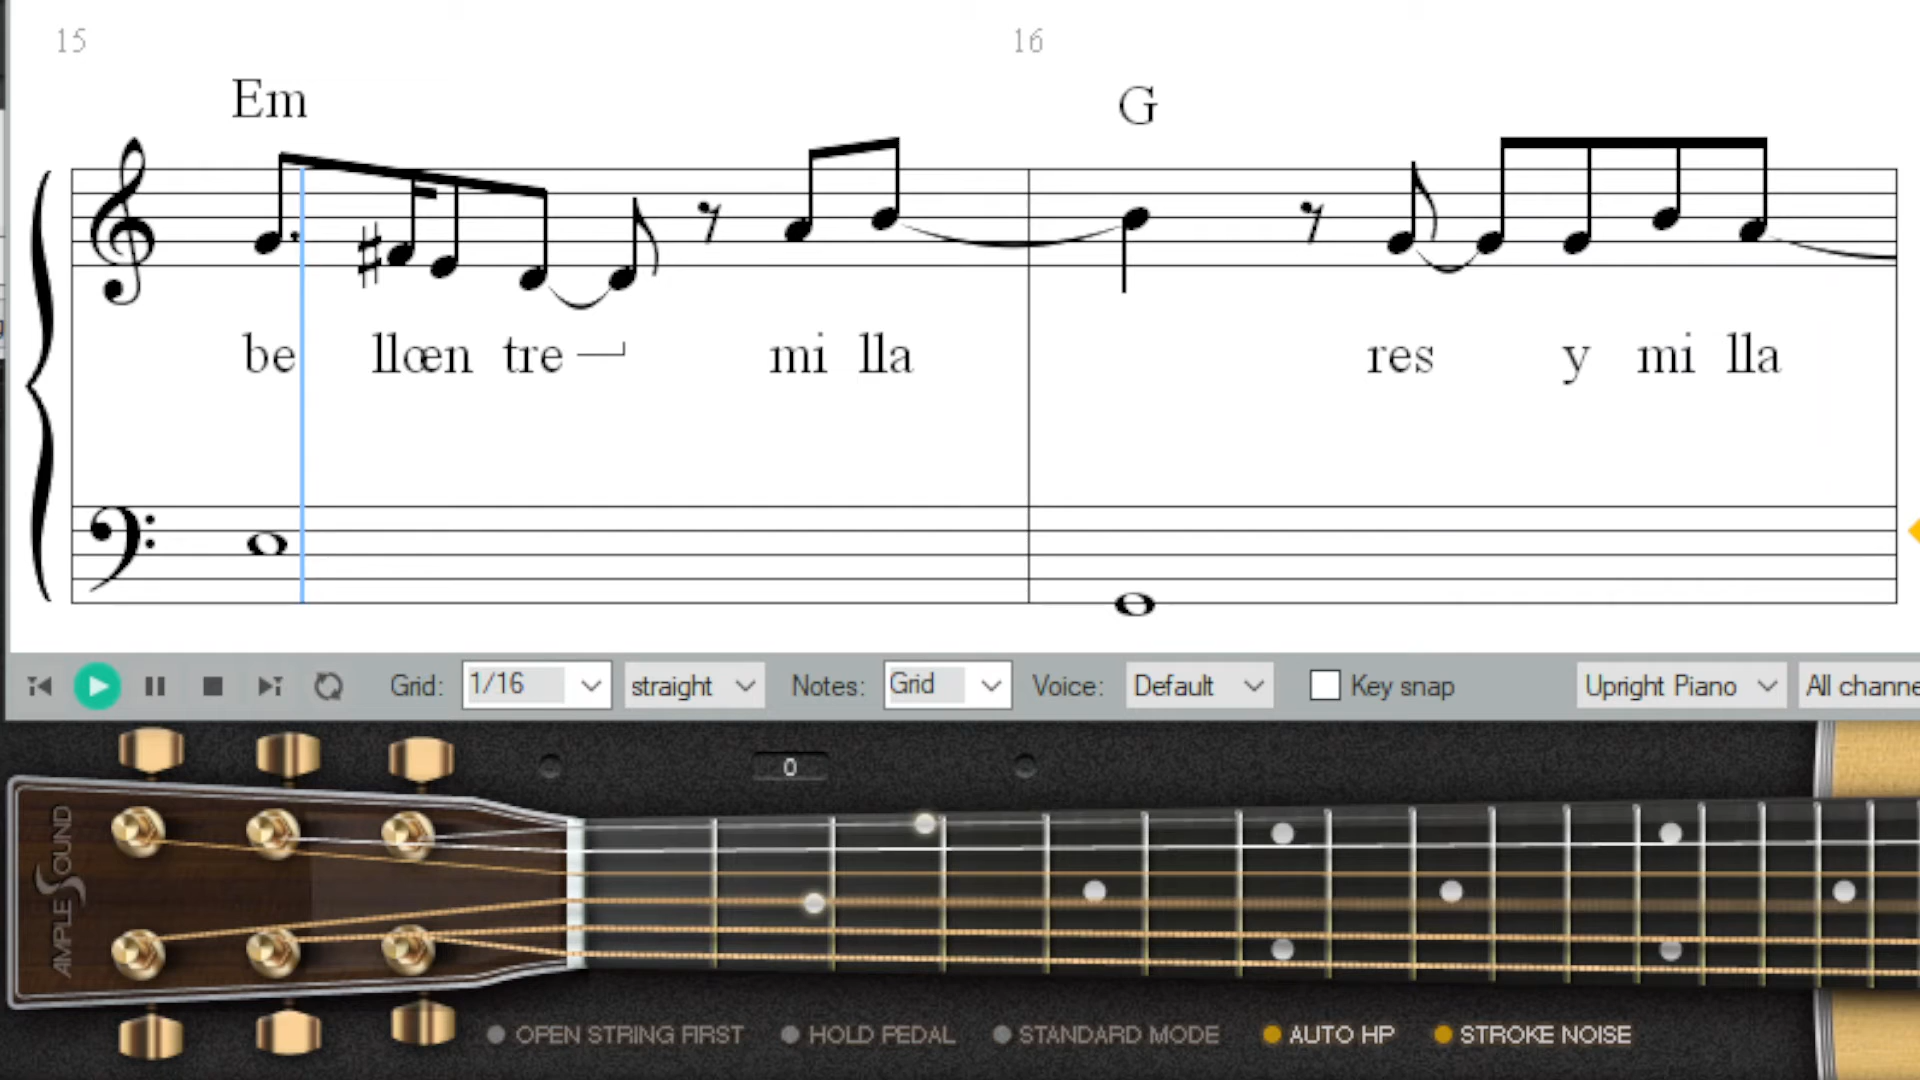 15 16
Em G
be llœn tre mi lla res y mi lla
Grid: 1/16 straight Notes: Grid Voice: Default Key snap Upright Piano All channe
0
AMPLE SOUND
OPEN STRING FIRST HOLD PEDAL STANDARD MODE AUTO HP STROKE NOISE